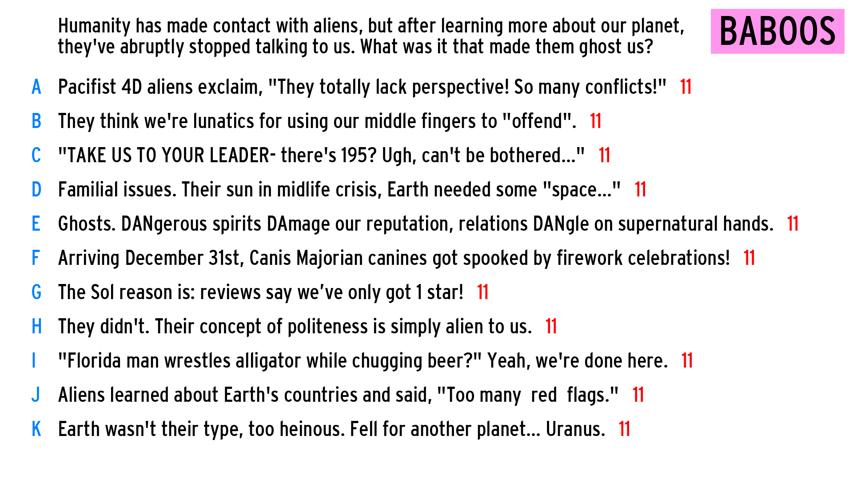 Humanity has made contact with aliens, but after learning more about our planet,
they've abruptly stopped talking to us. What was it that made them ghost us?
BABOOS
A Pacifist 4D aliens exclaim, "They totally lack perspective! So many conflicts!" 11
B They think we're lunatics for using our middle fingers to "offend". 11
C "TAKE US TO YOUR LEADER- there's 195? Ugh, can't be bothered..." 11
D Familial issues. Their sun in midlife crisis, Earth needed some "space..." 11
E Ghosts. DANgerous spirits DAmage our reputation, relations DANgle on supernatural hands. 11
F Arriving December 31st, Canis Majorian canines got spooked by firework celebrations! 11
G The Sol reason is: reviews say we've only got 1 star! 11
H They didn't. Their concept of politeness is simply alien to us. 11
I "Florida man wrestles alligator while chugging beer?" Yeah, we're done here. 11
J Aliens learned about Earth's countries and said, "Too many  red  flags." 11
K Earth wasn't their type, too heinous. Fell for another planet... Uranus. 11